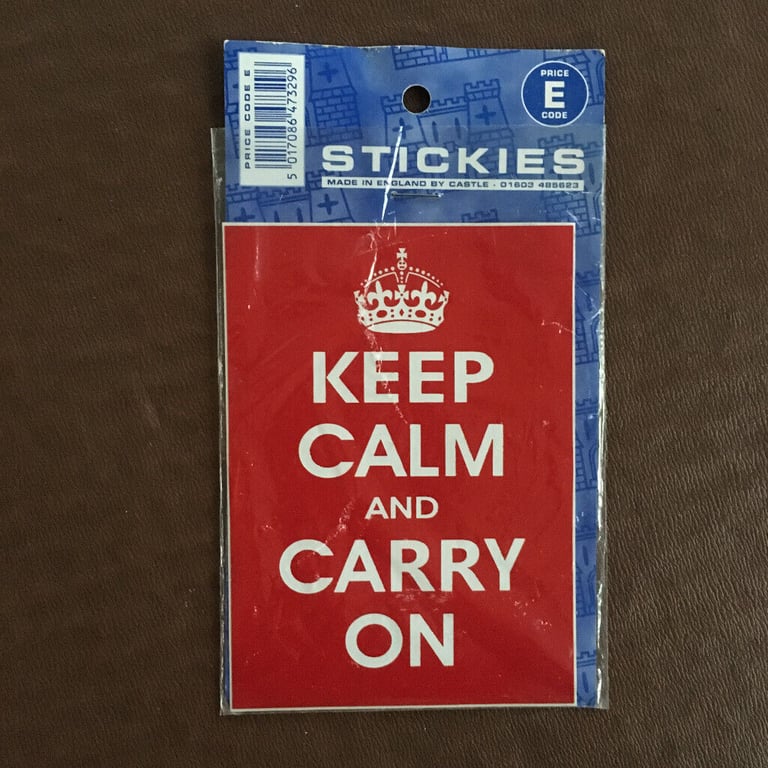 PRICE CODE E
5 017086 473296
PRICE
E
CODE
STICKIES
MADE IN ENGLAND BY CASTLE · 01603 485623
KEEP
CALM
AND
CARRY
ON